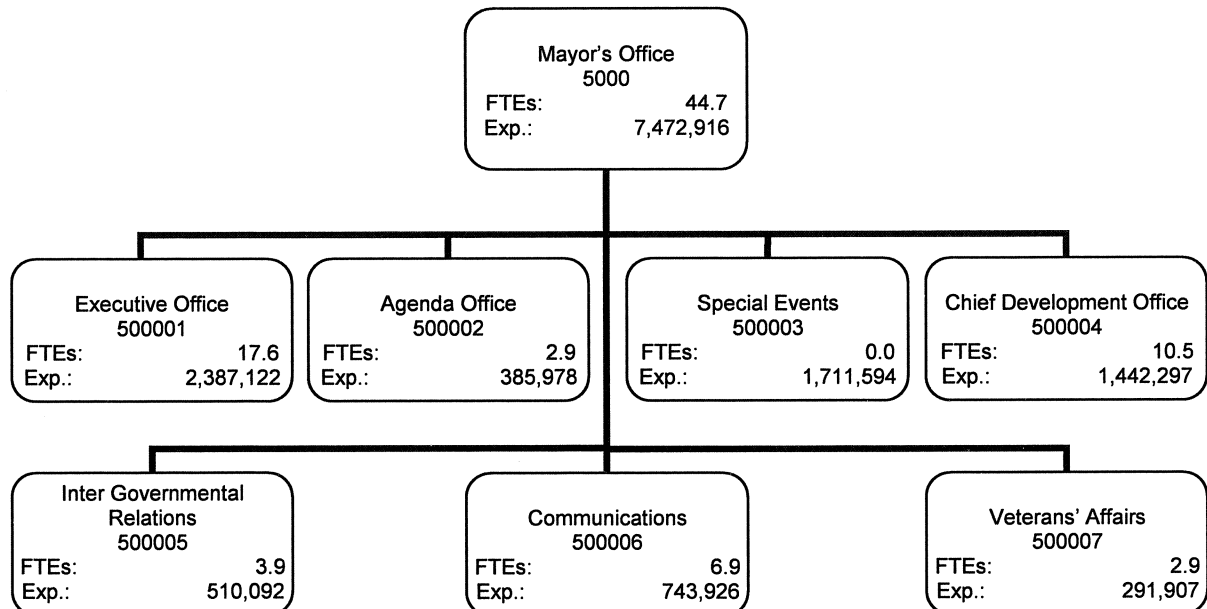 Mayor's Office
5000
FTEs: 44.7
Exp.: 7,472,916
Executive Office
500001
FTEs: 17.6
Exp.: 2,387,122
Agenda Office
500002
FTEs: 2.9
Exp.: 385,978
Special Events
500003
FTEs: 0.0
Exp.: 1,711,594
Chief Development Office
500004
FTEs: 10.5
Exp.: 1,442,297
Inter Governmental
Relations
500005
FTEs: 3.9
Exp.: 510,092
Communications
500006
FTEs: 6.9
Exp.: 743,926
Veterans' Affairs
500007
FTEs: 2.9
Exp.: 291,907